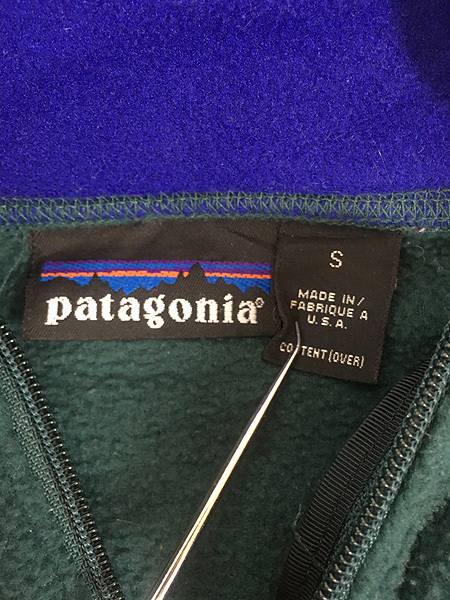 patagonia®
S
MADE IN/
FABRIQUE A
U.S.A.
CONTENT(OVER)